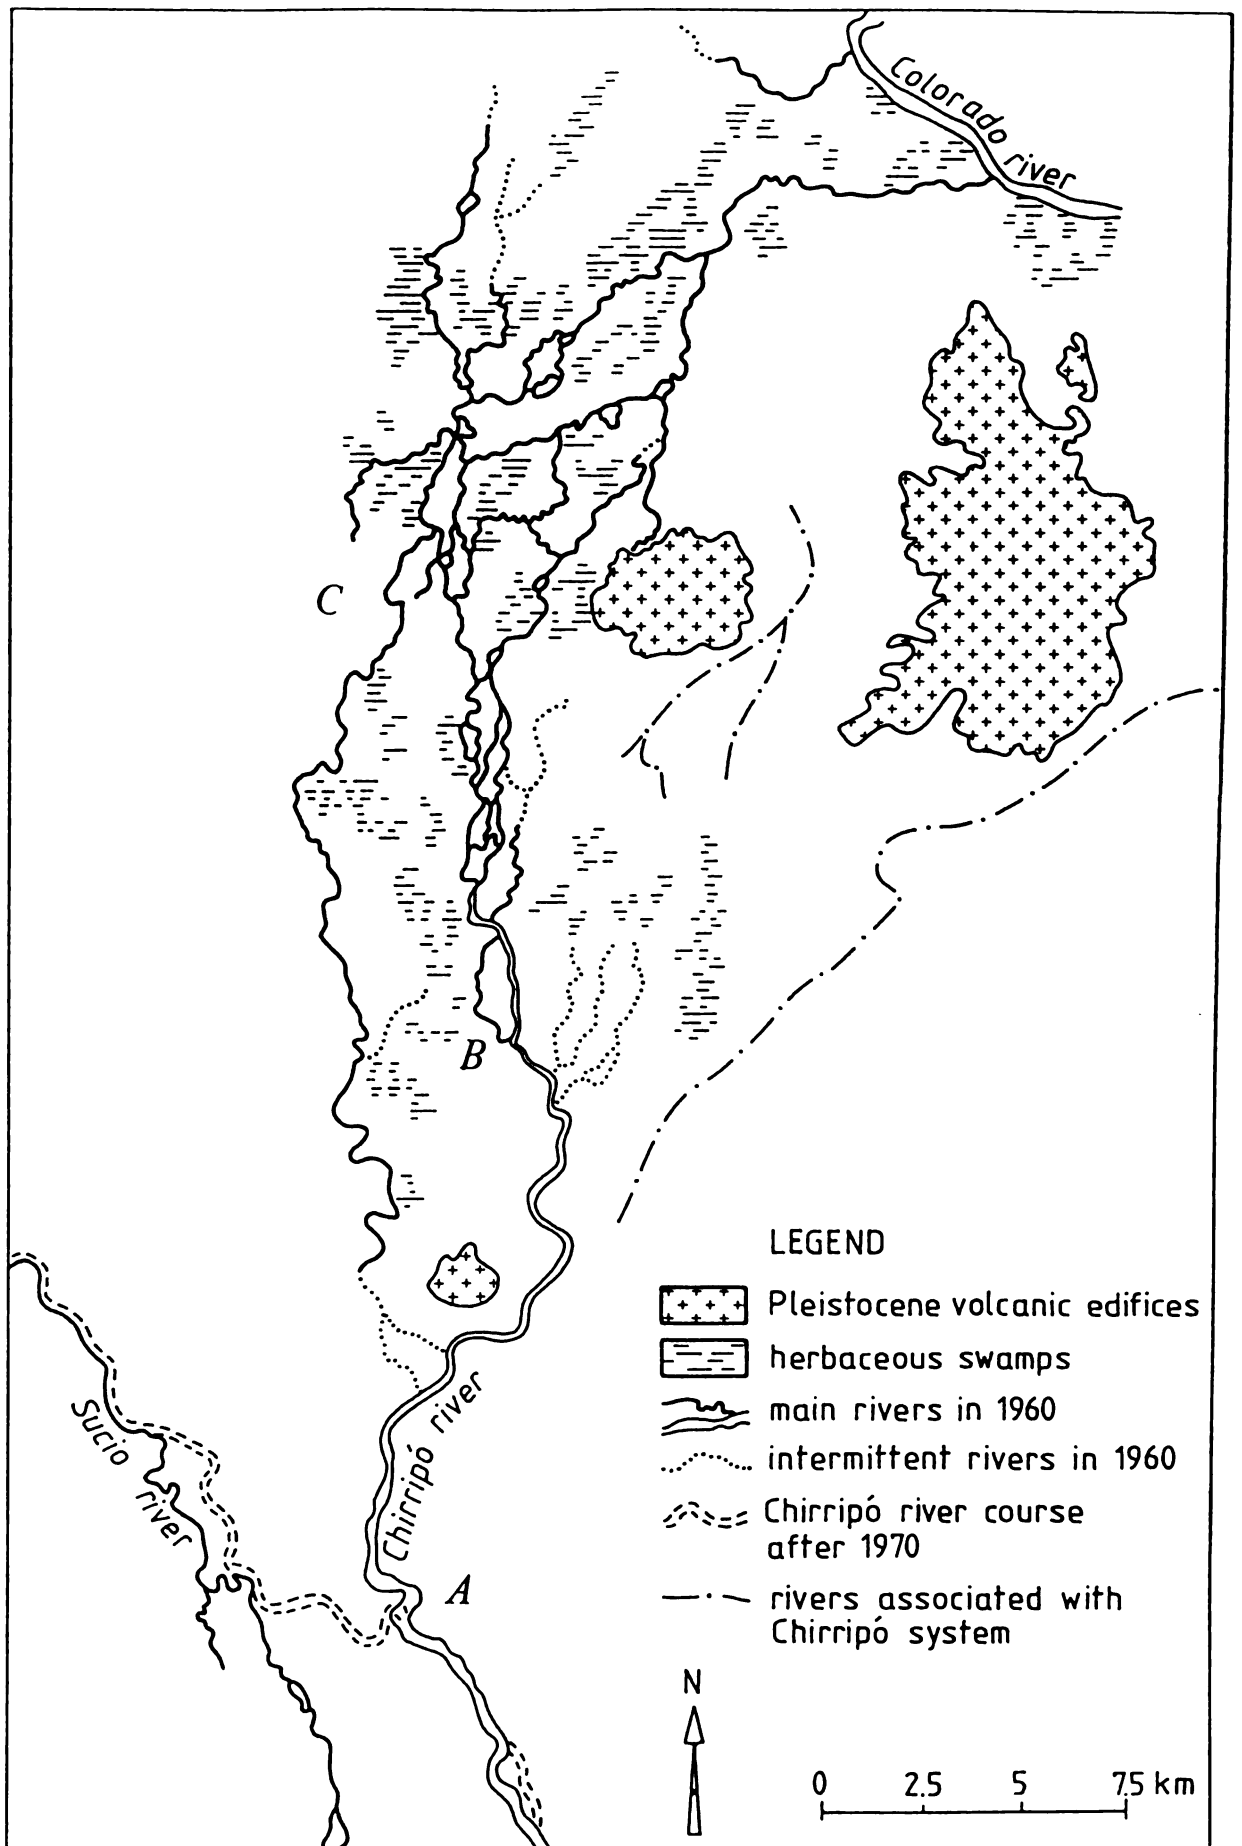 Colorado river
C
B
Sucio river
Chirripó river
A
LEGEND
Pleistocene volcanic edifices
herbaceous swamps
main rivers in 1960
intermittent rivers in 1960
Chirripó river course
after 1970
rivers associated with
Chirripó system
N
0 2.5 5 7.5 km